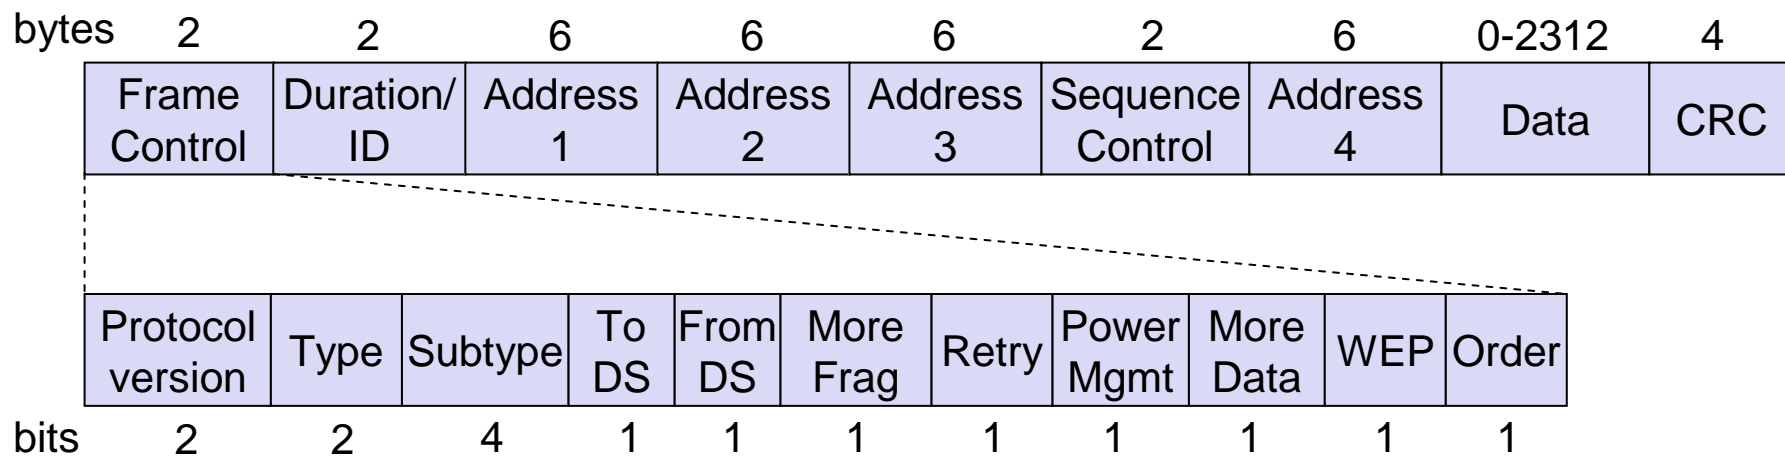 bytes 2 2 6 6 6 2 6 0-2312 4
Frame Control Duration/ ID Address 1 Address 2 Address 3 Sequence Control Address 4 Data CRC
Protocol version Type Subtype To DS From DS More Frag Retry Power Mgmt More Data WEP Order
bits 2 2 4 1 1 1 1 1 1 1 1